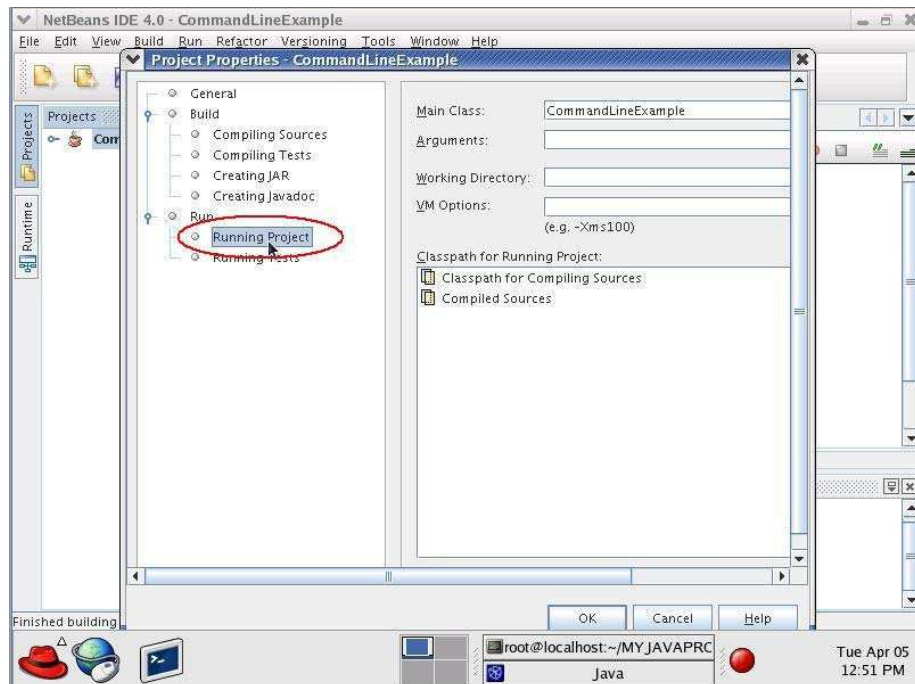 NetBeans IDE 4.0 - CommandLineExample
File Edit View Build Run Refactor Versioning Tools Window Help
Project Properties - CommandLineExample
Projects
Runtime
Projects
Com
General
Build
Compiling Sources
Compiling Tests
Creating JAR
Creating Javadoc
Run
Running Project
Running Tests
Main Class: CommandLineExample
Arguments:
Working Directory:
VM Options:
(e.g. -Xms100)
Classpath for Running Project:
Classpath for Compiling Sources
Compiled Sources
OK Cancel Help
Finished building
root@localhost:~/MYJAVAPRC
Java
Tue Apr 05
12:51 PM